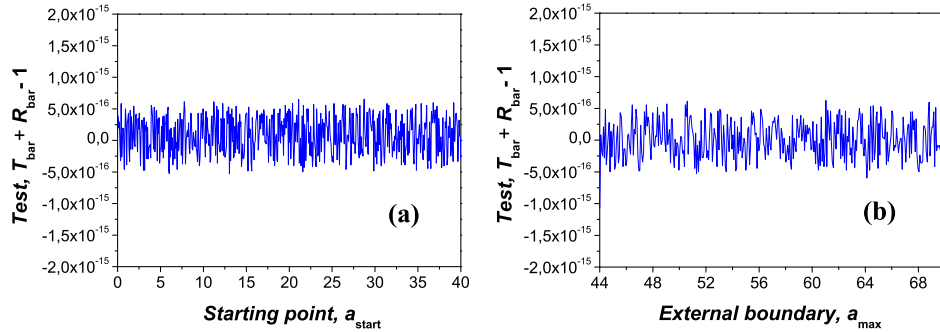 2,0x10⁻¹⁵
1,5x10⁻¹⁵
1,0x10⁻¹⁵
5,0x10⁻¹⁶
0,0
-5,0x10⁻¹⁶
-1,0x10⁻¹⁵
-1,5x10⁻¹⁵
-2,0x10⁻¹⁵
Test, T_bar + R_bar - 1
(a)
0 5 10 15 20 25 30 35 40
Starting point, a_start
2,0x10⁻¹⁵
1,5x10⁻¹⁵
1,0x10⁻¹⁵
5,0x10⁻¹⁶
0,0
-5,0x10⁻¹⁶
-1,0x10⁻¹⁵
-1,5x10⁻¹⁵
-2,0x10⁻¹⁵
Test, T_bar + R_bar - 1
(b)
44 48 52 56 60 64 68
External boundary, a_max